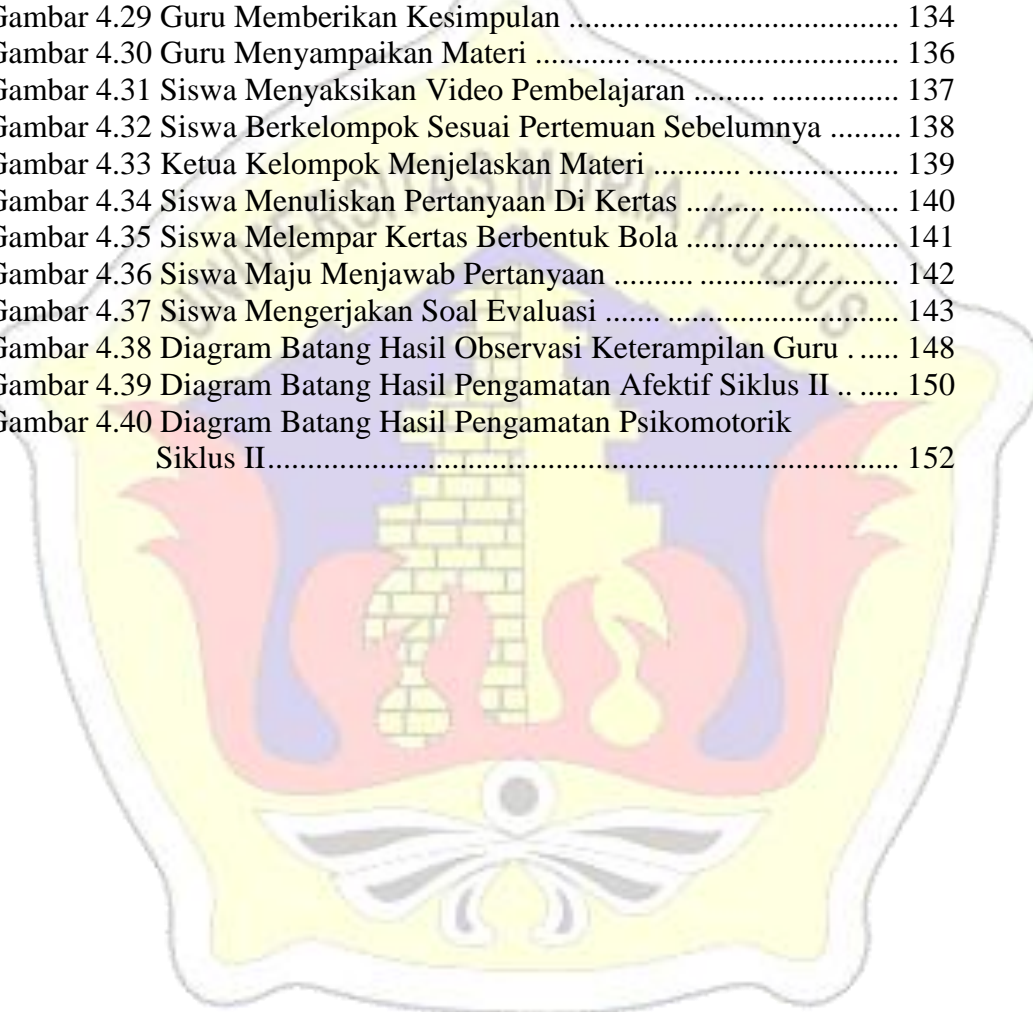 Gambar 4.29 Guru Memberikan Kesimpulan ......................................... 134
Gambar 4.30 Guru Menyampaikan Materi ............ .............................. 136
Gambar 4.31 Siswa Menyaksikan Video Pembelajaran ......... ................ 137
Gambar 4.32 Siswa Berkelompok Sesuai Pertemuan Sebelumnya ......... 138
Gambar 4.33 Ketua Kelompok Menjelaskan Materi ........... .................. 139
Gambar 4.34 Siswa Menuliskan Pertanyaan Di Kertas .......... ............... 140
Gambar 4.35 Siswa Melempar Kertas Berbentuk Bola .......... ............... 141
Gambar 4.36 Siswa Maju Menjawab Pertanyaan .......... ....................... 142
Gambar 4.37 Siswa Mengerjakan Soal Evaluasi ....... ........................... 143
Gambar 4.38 Diagram Batang Hasil Observasi Keterampilan Guru . ..... 148
Gambar 4.39 Diagram Batang Hasil Pengamatan Afektif Siklus II .. ..... 150
Gambar 4.40 Diagram Batang Hasil Pengamatan Psikomotorik
Siklus II.............................................................................. 152
UNIVERSITAS MURIA KUDUS